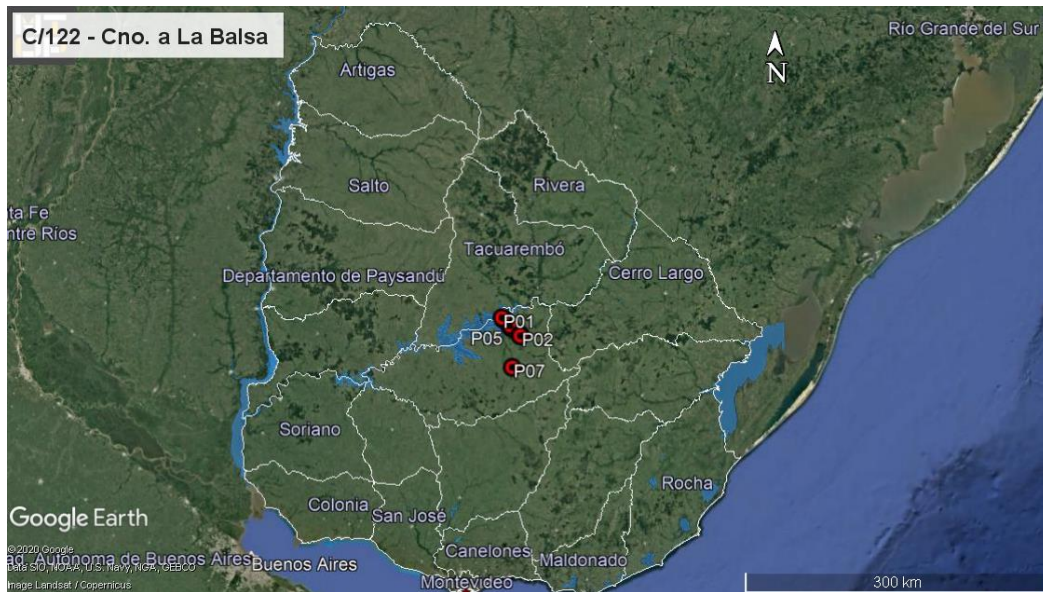 C/122 - Cno. a La Balsa
Río Grande del Sur
N
Artigas
Salto
Rivera
ta Fe
ntre Ríos
Tacuarembó
Departamento de Paysandú
Cerro Largo
P01
P05
P02
P07
Soriano
Rocha
Colonia
San José
Google Earth
Canelones
Maldonado
© 2020 Google
ad. Autónoma de Buenos Aires
Data SIO, NOAA, U.S. Navy, NGA, GEBCO
Buenos Aires
Image Landsat / Copernicus
Montevideo
300 km